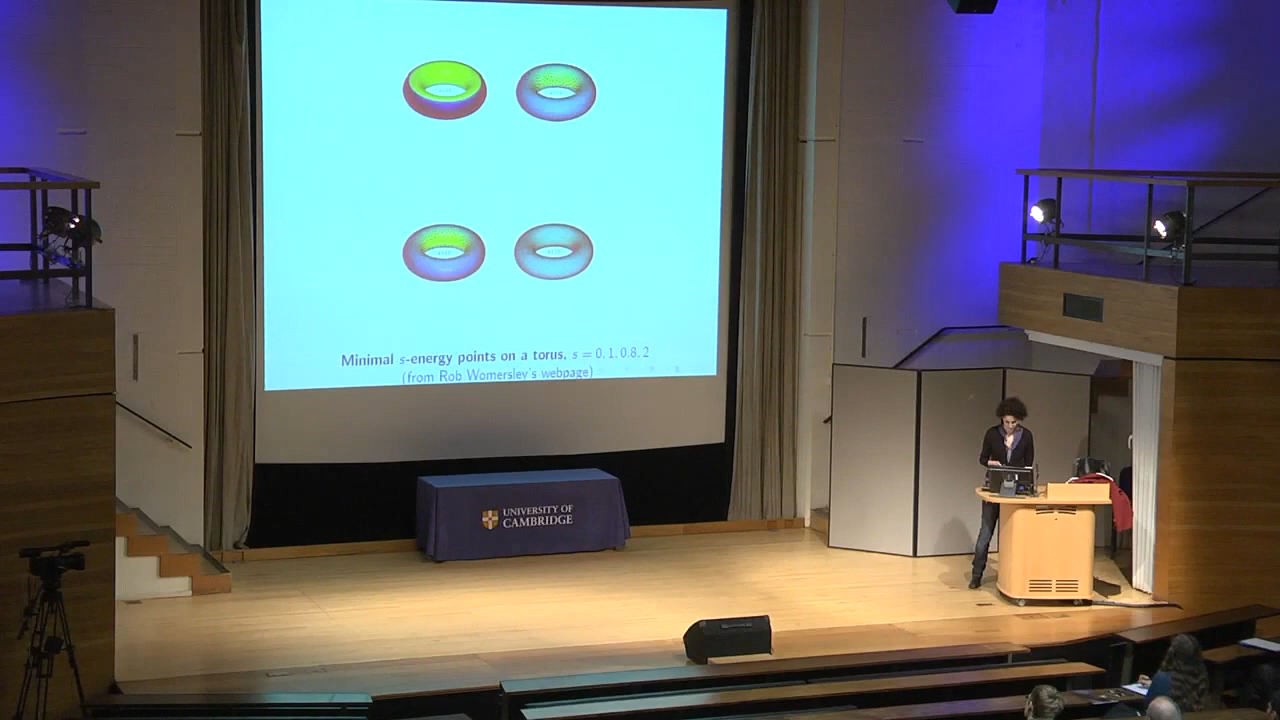 Minimal s-energy points on a torus, s = 0, 1, 0.8, 2
(from Rob Womersley's webpage)
UNIVERSITY OF
CAMBRIDGE